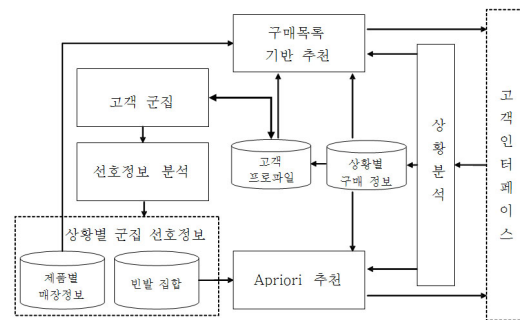 구매목록
기반 추천
고객 군집
선호정보 분석
고객
프로파일
상황별
구매 정보
상황분석
고객인터페이스
상황별 군집 선호정보
제품별
매장정보
빈발 집합
Apriori 추천